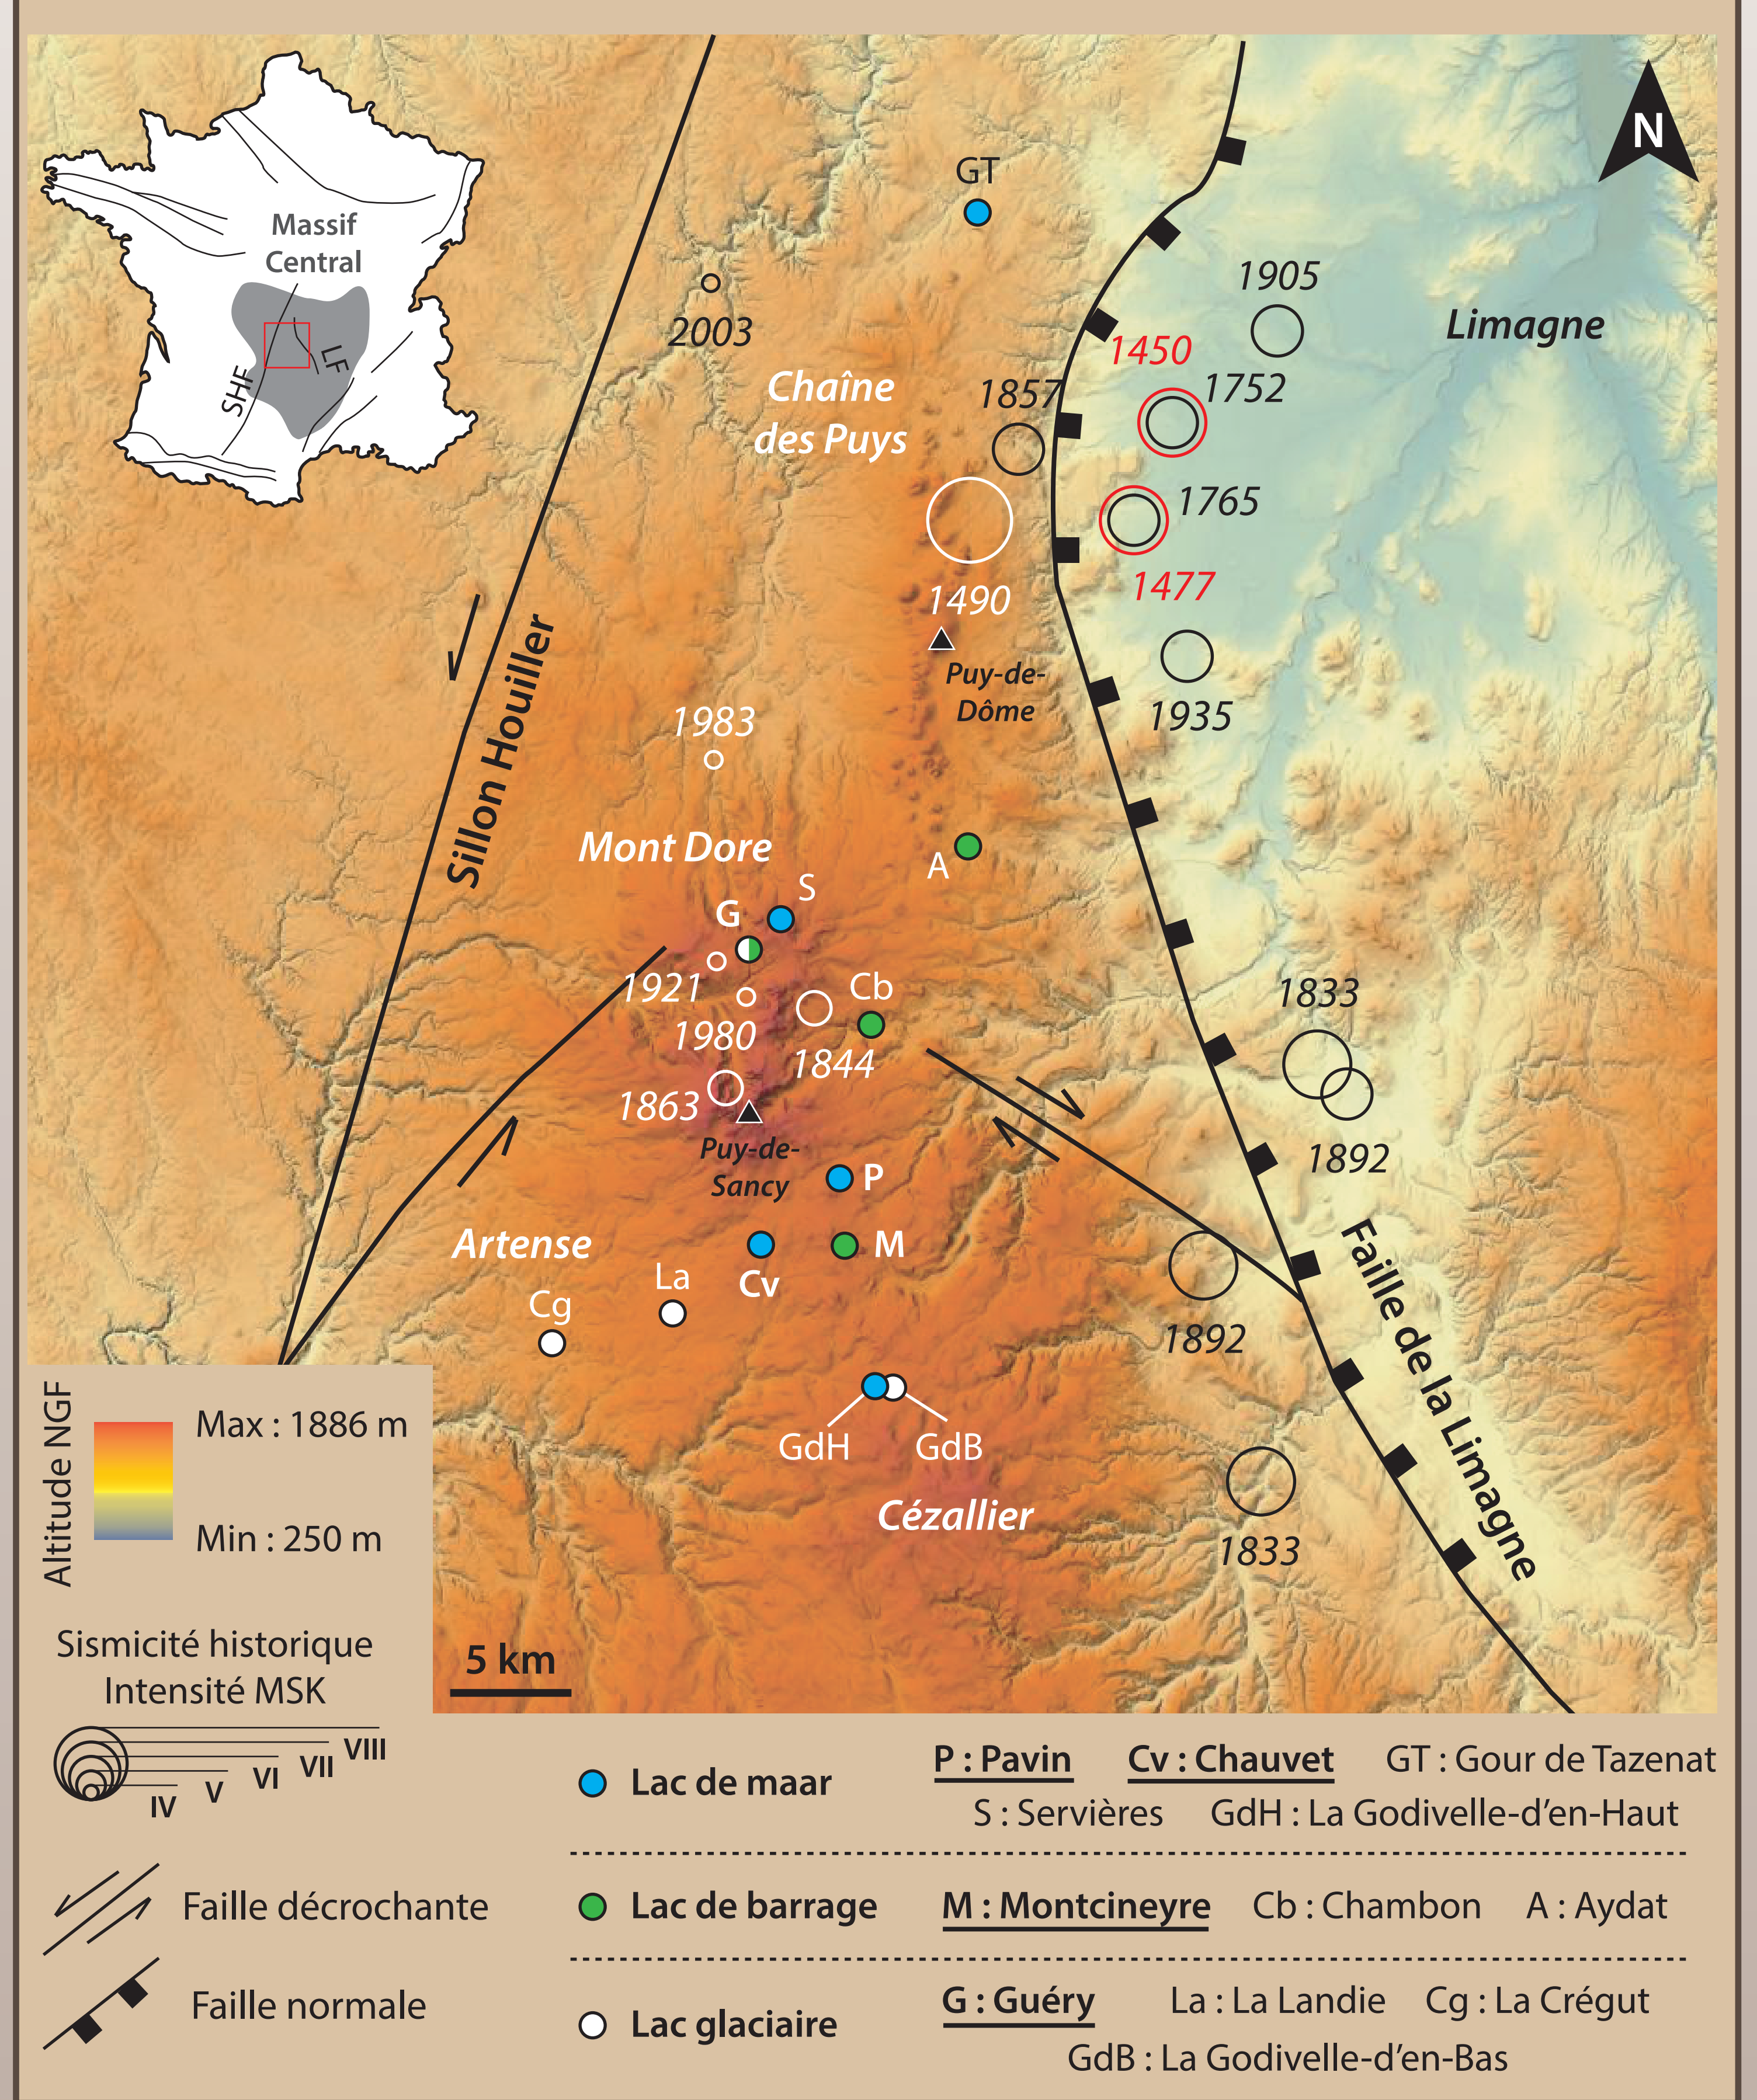 N
Massif
Central
SHF
LF
GT
2003
1905
Limagne
1450
1752
1857
Chaîne
des Puys
1765
1490
1477
Puy-de-
Dôme
1935
Sillon Houiller
1983
Mont Dore
A
S
G
1921
1980
Cb
1844
1833
1863
Puy-de-
Sancy
1892
P
Artense
M
Cv
La
Cg
1892
Faille de la Limagne
GdH
GdB
Cézallier
1833
Altitude NGF
Max : 1886 m
Min : 250 m
Sismicité historique
Intensité MSK
VIII
VII
VI
V
IV
5 km
Faille décrochante
Faille normale
Lac de maar
P : Pavin Cv : Chauvet GT : Gour de Tazenat
S : Servières GdH : La Godivelle-d'en-Haut
Lac de barrage
M : Montcineyre Cb : Chambon A : Aydat
Lac glaciaire
G : Guéry La : La Landie Cg : La Crégut
GdB : La Godivelle-d'en-Bas